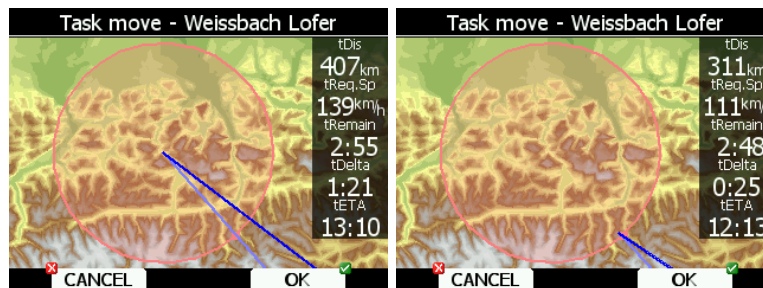 Task move - Weissbach Lofer
tDis
407km
tReq.Sp
139km/h
tRemain
2:55
tDelta
1:21
tETA
13:10
CANCEL OK
Task move - Weissbach Lofer
tDis
311km
tReq.Sp
111km/
tRemain
2:48
tDelta
0:25
tETA
12:13
CANCEL OK